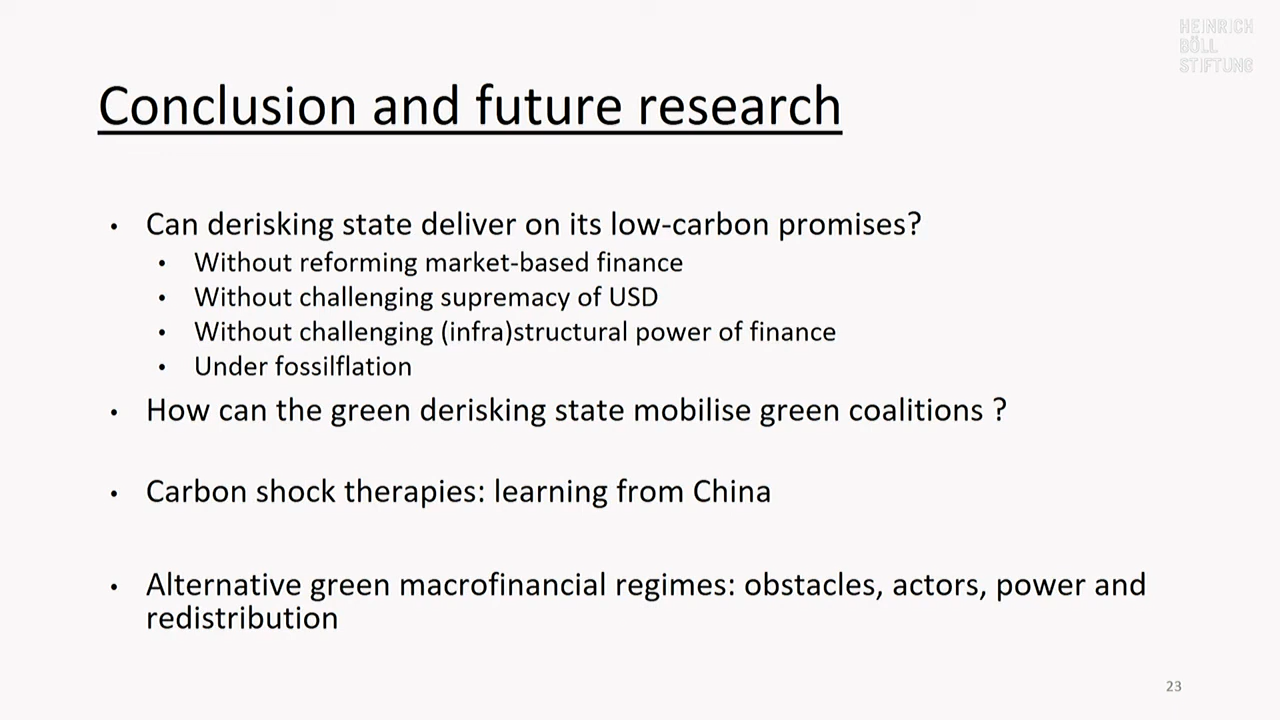 HEINRICH
BÖLL
STIFTUNG
Conclusion and future research
• Can derisking state deliver on its low-carbon promises?
• Without reforming market-based finance
• Without challenging supremacy of USD
• Without challenging (infra)structural power of finance
• Under fossilflation
• How can the green derisking state mobilise green coalitions ?
• Carbon shock therapies: learning from China
• Alternative green macrofinancial regimes: obstacles, actors, power and
redistribution
23